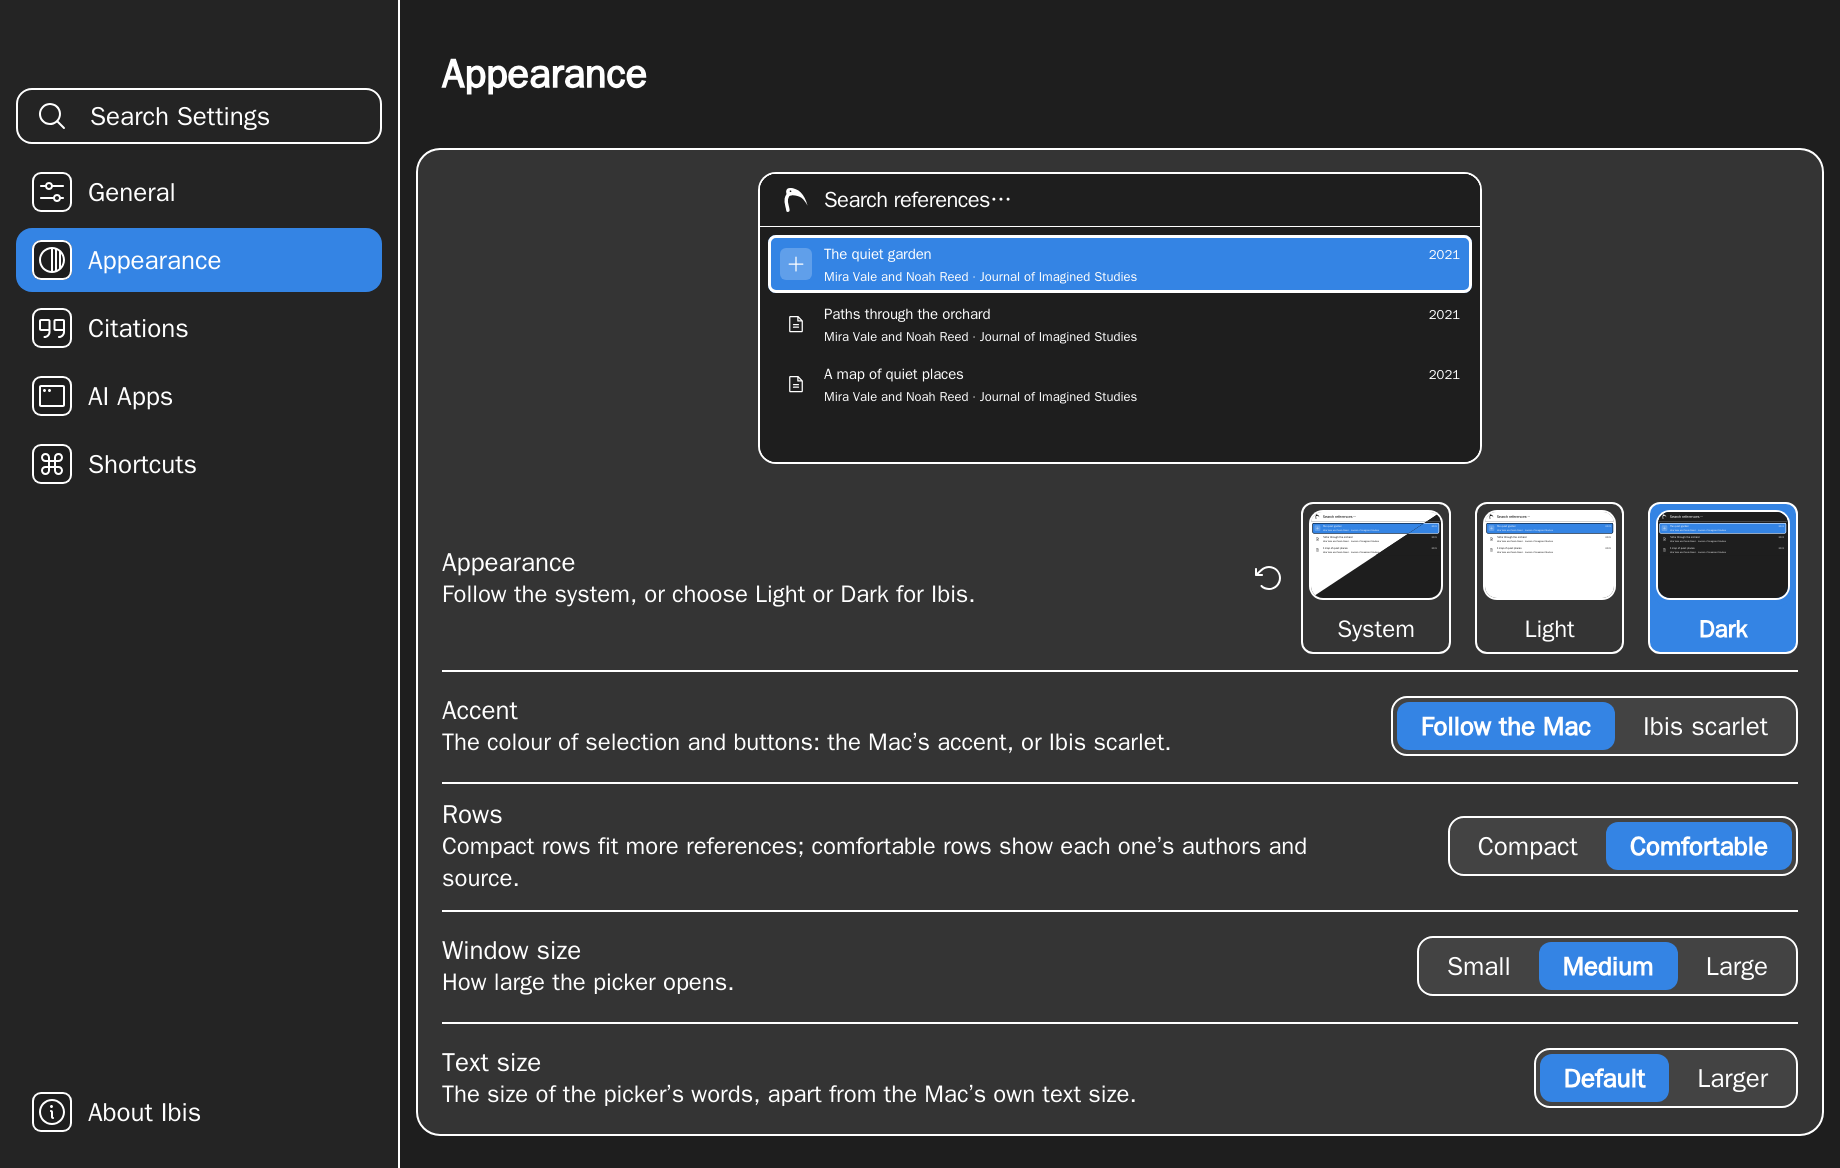 Search Settings
General
Appearance
Citations
AI Apps
Shortcuts
About Ibis
Appearance
Search references…
The quiet garden 2021
Mira Vale and Noah Reed · Journal of Imagined Studies
Paths through the orchard 2021
Mira Vale and Noah Reed · Journal of Imagined Studies
A map of quiet places 2021
Mira Vale and Noah Reed · Journal of Imagined Studies
Appearance
Follow the system, or choose Light or Dark for Ibis.
System Light Dark
Accent
The colour of selection and buttons: the Mac’s accent, or Ibis scarlet.
Follow the Mac Ibis scarlet
Rows
Compact rows fit more references; comfortable rows show each one’s authors and
source.
Compact Comfortable
Window size
How large the picker opens.
Small Medium Large
Text size
The size of the picker’s words, apart from the Mac’s own text size.
Default Larger